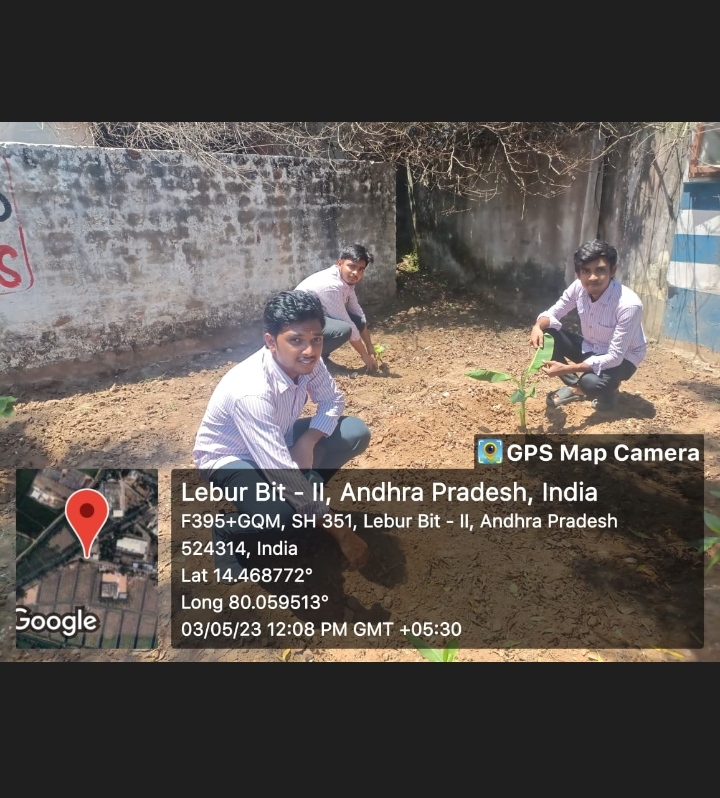 S
GPS Map Camera
Lebur Bit - II, Andhra Pradesh, India
F395+GQM, SH 351, Lebur Bit - II, Andhra Pradesh
524314, India
Lat 14.468772°
Long 80.059513°
03/05/23 12:08 PM GMT +05:30
Google